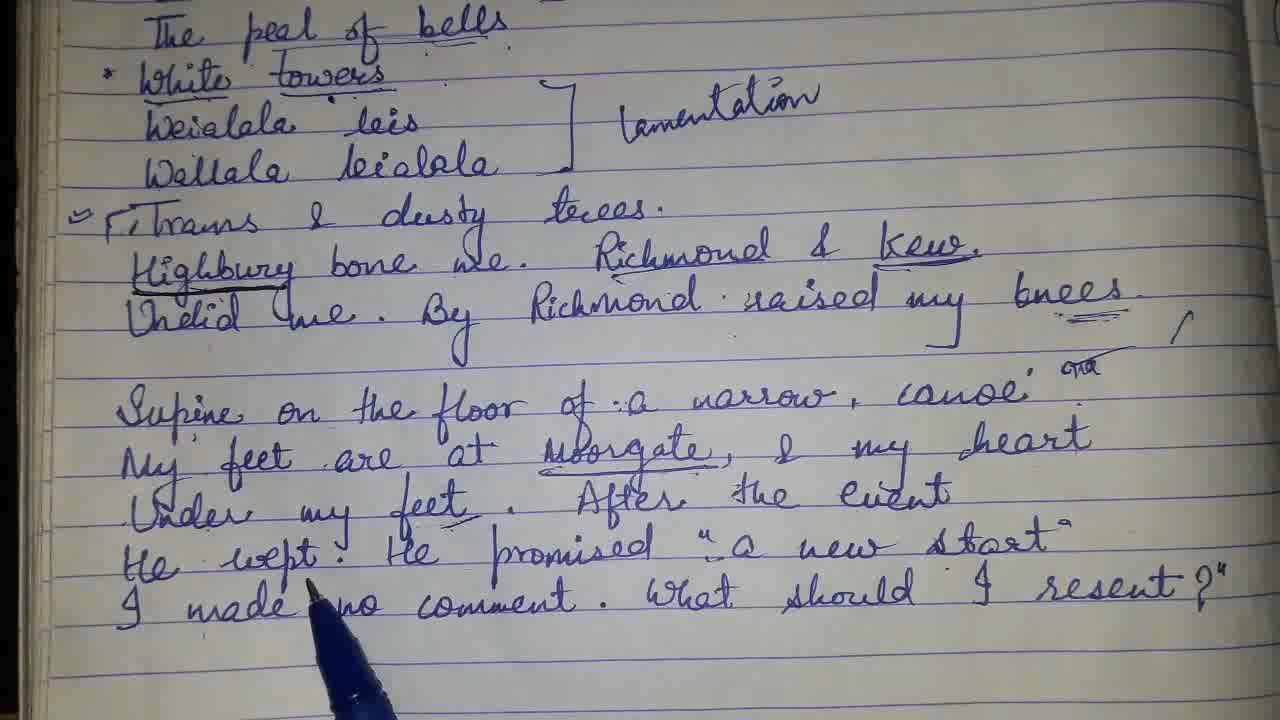 The peal of bells
* White towers
Weialala leis
Wallala leialala ] lamentation
" Trams & dusty trees.
Highbury bone me. Richmond & Kew.
Undid me. By Richmond raised my knees
Supine on the floor of a narrow, canoe'
My feet are at Moorgate, & my heart
Under my feet. After the event
He wept. He promised "a new start"
I made no comment. What should I resent?"